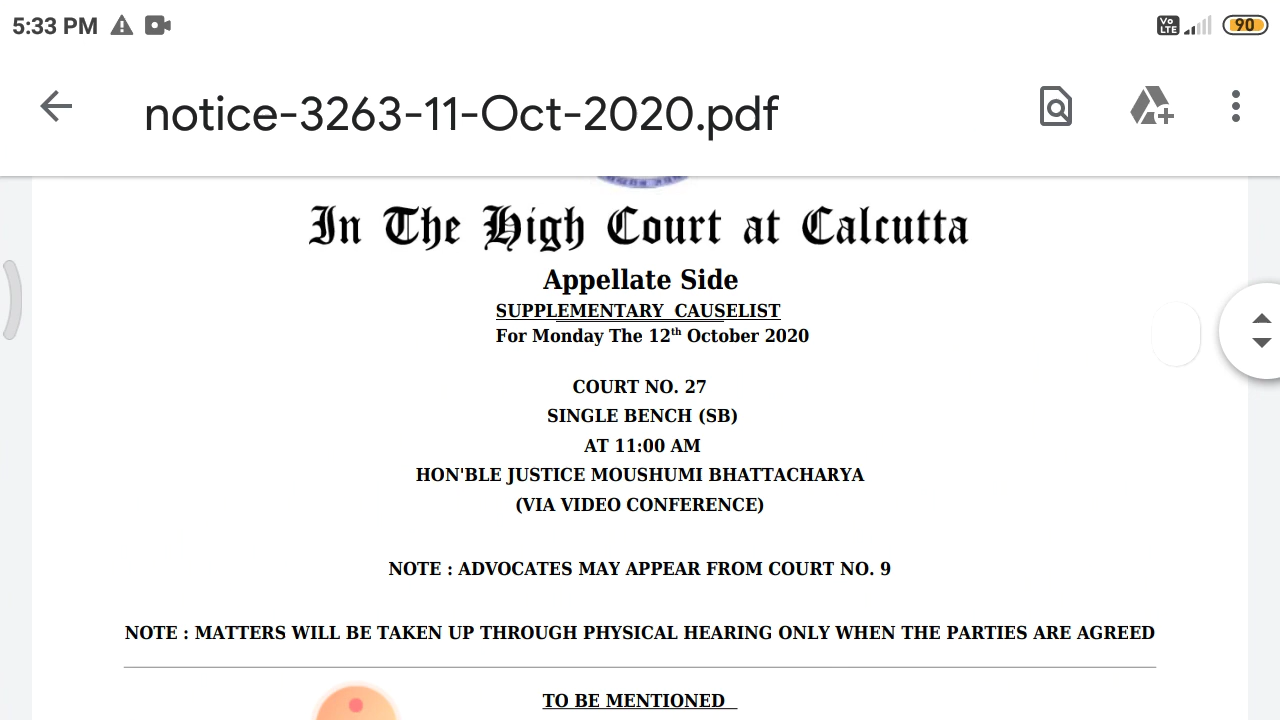 5:33 PM
Vo LTE
90
notice-3263-11-Oct-2020.pdf
In The High Court at Calcutta
Appellate Side
SUPPLEMENTARY CAUSELIST
For Monday The 12th October 2020
COURT NO. 27
SINGLE BENCH (SB)
AT 11:00 AM
HON'BLE JUSTICE MOUSHUMI BHATTACHARYA
(VIA VIDEO CONFERENCE)
NOTE : ADVOCATES MAY APPEAR FROM COURT NO. 9
NOTE : MATTERS WILL BE TAKEN UP THROUGH PHYSICAL HEARING ONLY WHEN THE PARTIES ARE AGREED
TO BE MENTIONED